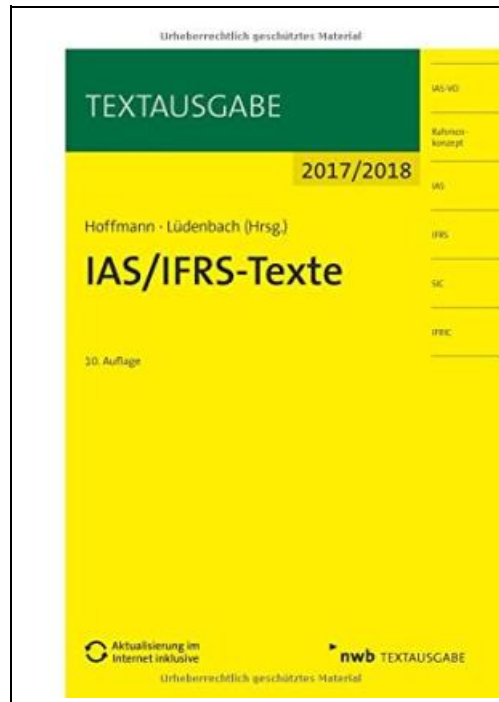 Urheberrechtlich geschütztes Material
TEXTAUSGABE
2017/2018
Hoffmann · Lüdenbach (Hrsg.)
IAS/IFRS-Texte
10. Auflage
IAS-VO
Rahmen-
konzept
IAS
IFRS
SIC
IFRIC
Aktualisierung im
Internet inklusive
nwb TEXTAUSGABE
Urheberrechtlich geschütztes Material